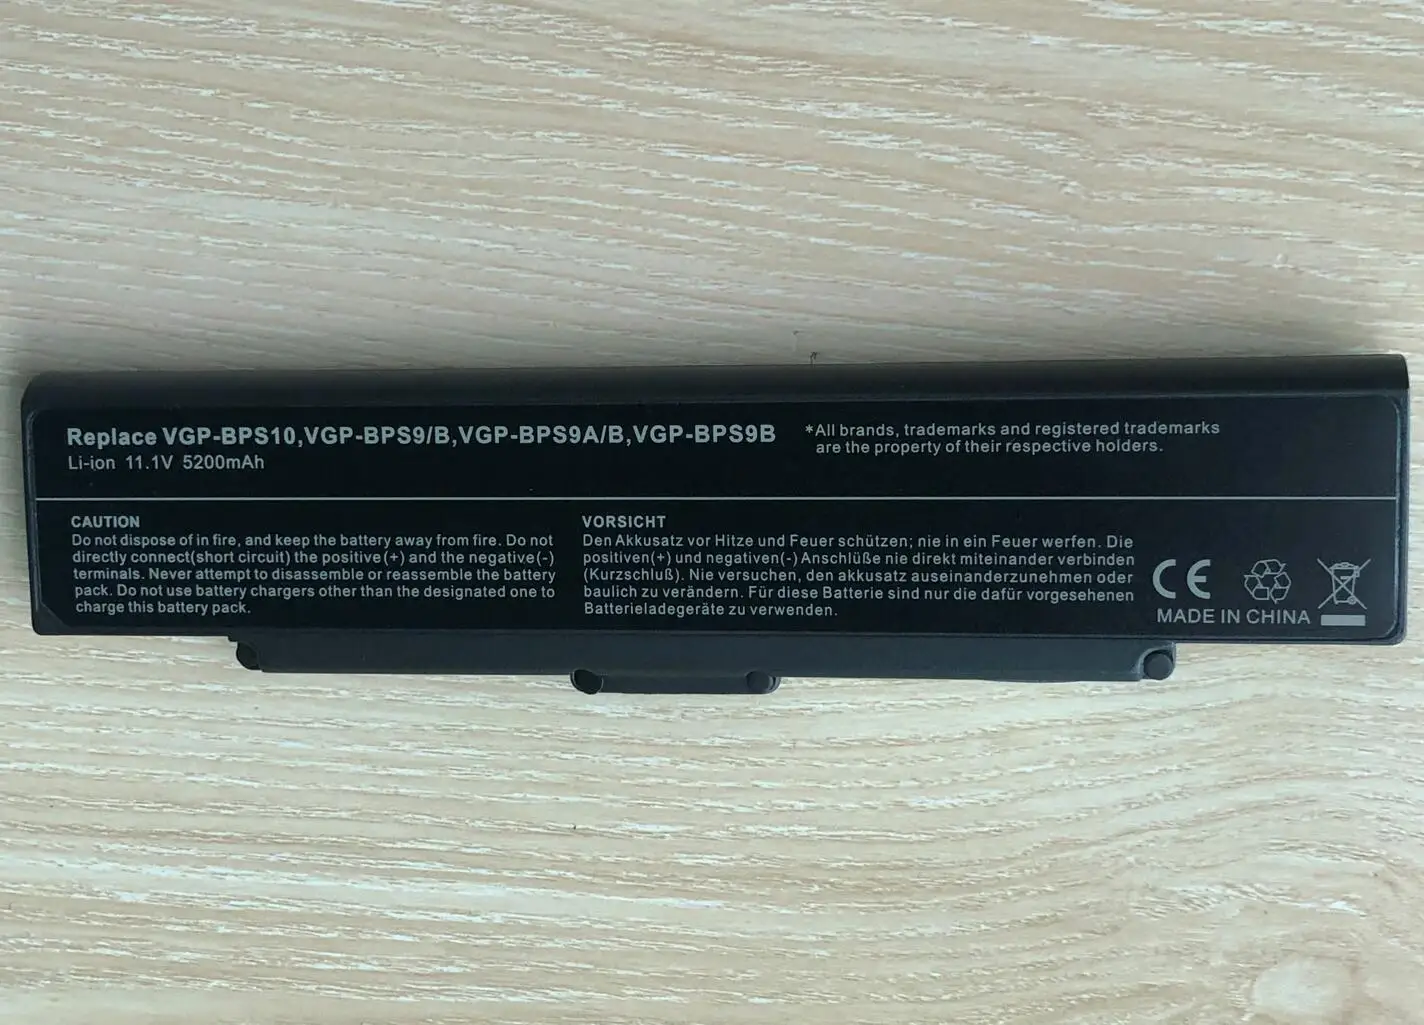 Replace VGP-BPS10,VGP-BPS9/B,VGP-BPS9A/B,VGP-BPS9B
Li-ion 11.1V 5200mAh
*All brands, trademarks and registered trademarks
are the property of their respective holders.
CAUTION
Do not dispose of in fire, and keep the battery away from fire. Do not
directly connect(short circuit) the positive (+) and the negative(-)
terminals. Never attempt to disassemble or reassemble the battery
pack. Do not use battery chargers other than the designated one to
charge this battery pack.
VORSICHT
Den Akkusatz vor Hitze und Feuer schützen; nie in ein Feuer werfen. Die
positiven(+) und negativen(-) Anschlüße nie direkt miteinander verbinden
(Kurzschluß). Nie versuchen, den akkusatz auseinanderzunehmen oder
baulich zu verändern. Für diese Batterie sind nur die dafür vorgesehenen
Batterieladegeräte zu verwenden.
CE
MADE IN CHINA